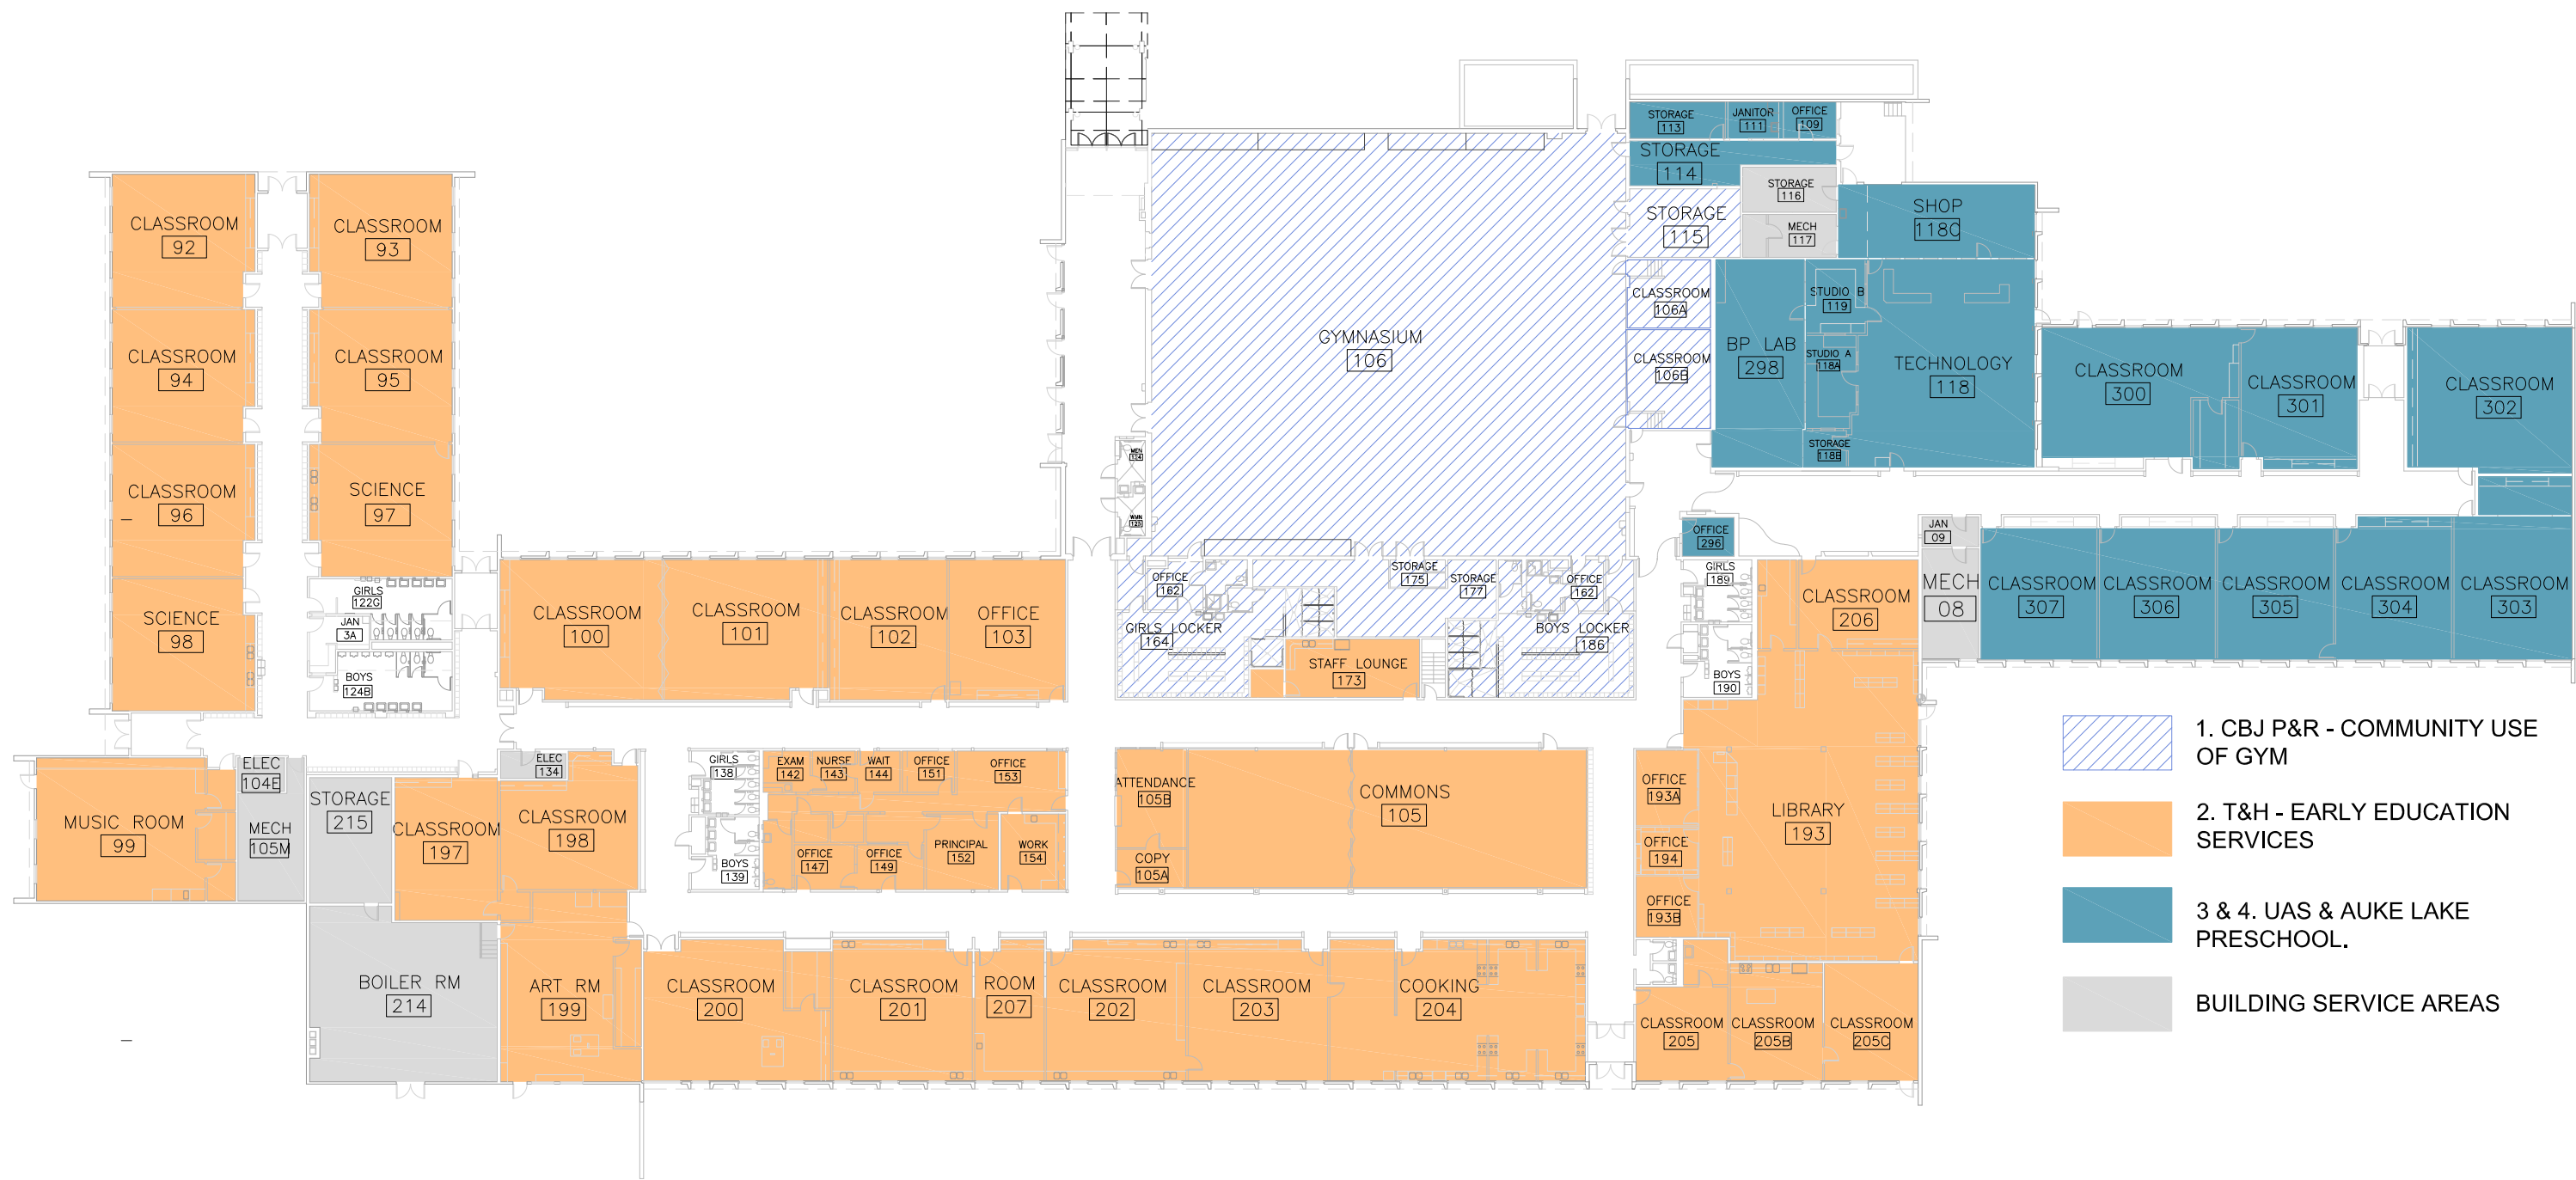 STORAGE
113
JANITOR
111
OFFICE
109
STORAGE
114
STORAGE
116
STORAGE
115
MECH
117
SHOP
118C
CLASSROOM
92
CLASSROOM
93
CLASSROOM
94
CLASSROOM
95
CLASSROOM
96
SCIENCE
97
SCIENCE
98
GIRLS
122G
JAN
3A
BOYS
124B
GYMNASIUM
106
CLASSROOM
106A
CLASSROOM
106B
BP LAB
298
STUDIO B
119
STUDIO A
118A
STORAGE
118B
TECHNOLOGY
118
CLASSROOM
300
CLASSROOM
301
CLASSROOM
302
MEN
124
WMN
125
CLASSROOM
100
CLASSROOM
101
CLASSROOM
102
OFFICE
103
OFFICE
162
GIRLS LOCKER
164
STORAGE
175
STORAGE
177
OFFICE
162
BOYS LOCKER
186
STAFF LOUNGE
173
OFFICE
296
GIRLS
189
BOYS
190
CLASSROOM
206
JAN
09
MECH
08
CLASSROOM
307
CLASSROOM
306
CLASSROOM
305
CLASSROOM
304
CLASSROOM
303
MUSIC ROOM
99
ELEC
104E
MECH
105M
STORAGE
215
CLASSROOM
197
ELEC
134
CLASSROOM
198
GIRLS
138
BOYS
139
EXAM
142
NURSE
143
WAIT
144
OFFICE
151
OFFICE
153
OFFICE
147
OFFICE
149
PRINCIPAL
152
WORK
154
ATTENDANCE
105B
COPY
105A
COMMONS
105
OFFICE
193A
OFFICE
194
OFFICE
193B
LIBRARY
193
BOILER RM
214
ART RM
199
CLASSROOM
200
CLASSROOM
201
ROOM
207
CLASSROOM
202
CLASSROOM
203
COOKING
204
CLASSROOM
205
CLASSROOM
205B
CLASSROOM
205C
1. CBJ P&R - COMMUNITY USE
OF GYM
2. T&H - EARLY EDUCATION
SERVICES
3 & 4. UAS & AUKE LAKE
PRESCHOOL.
BUILDING SERVICE AREAS